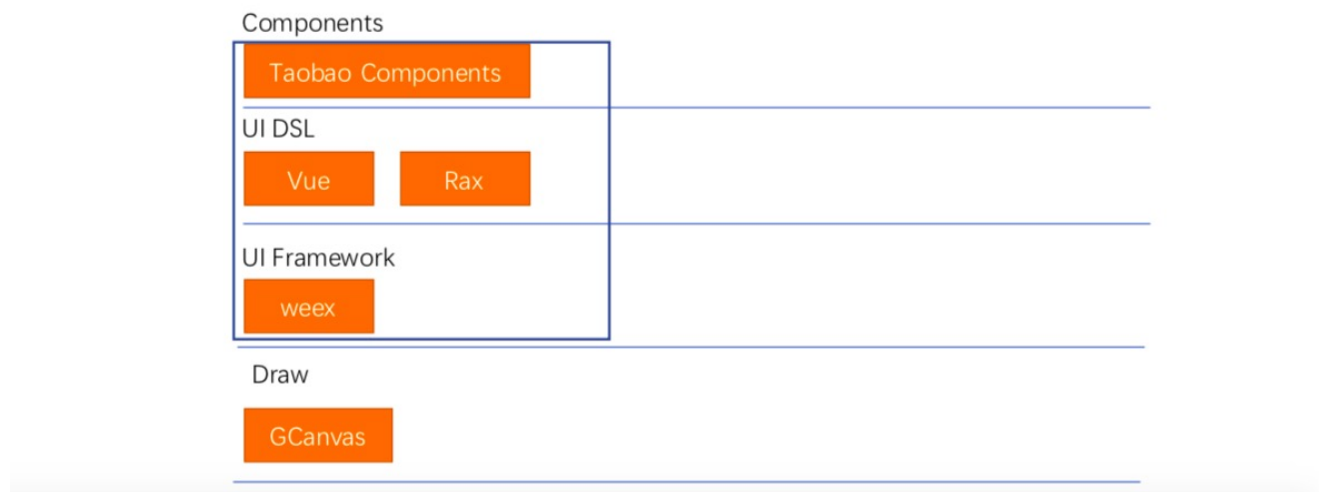 Components
Taobao Components
UI DSL
Vue Rax
UI Framework
weex
Draw
GCanvas